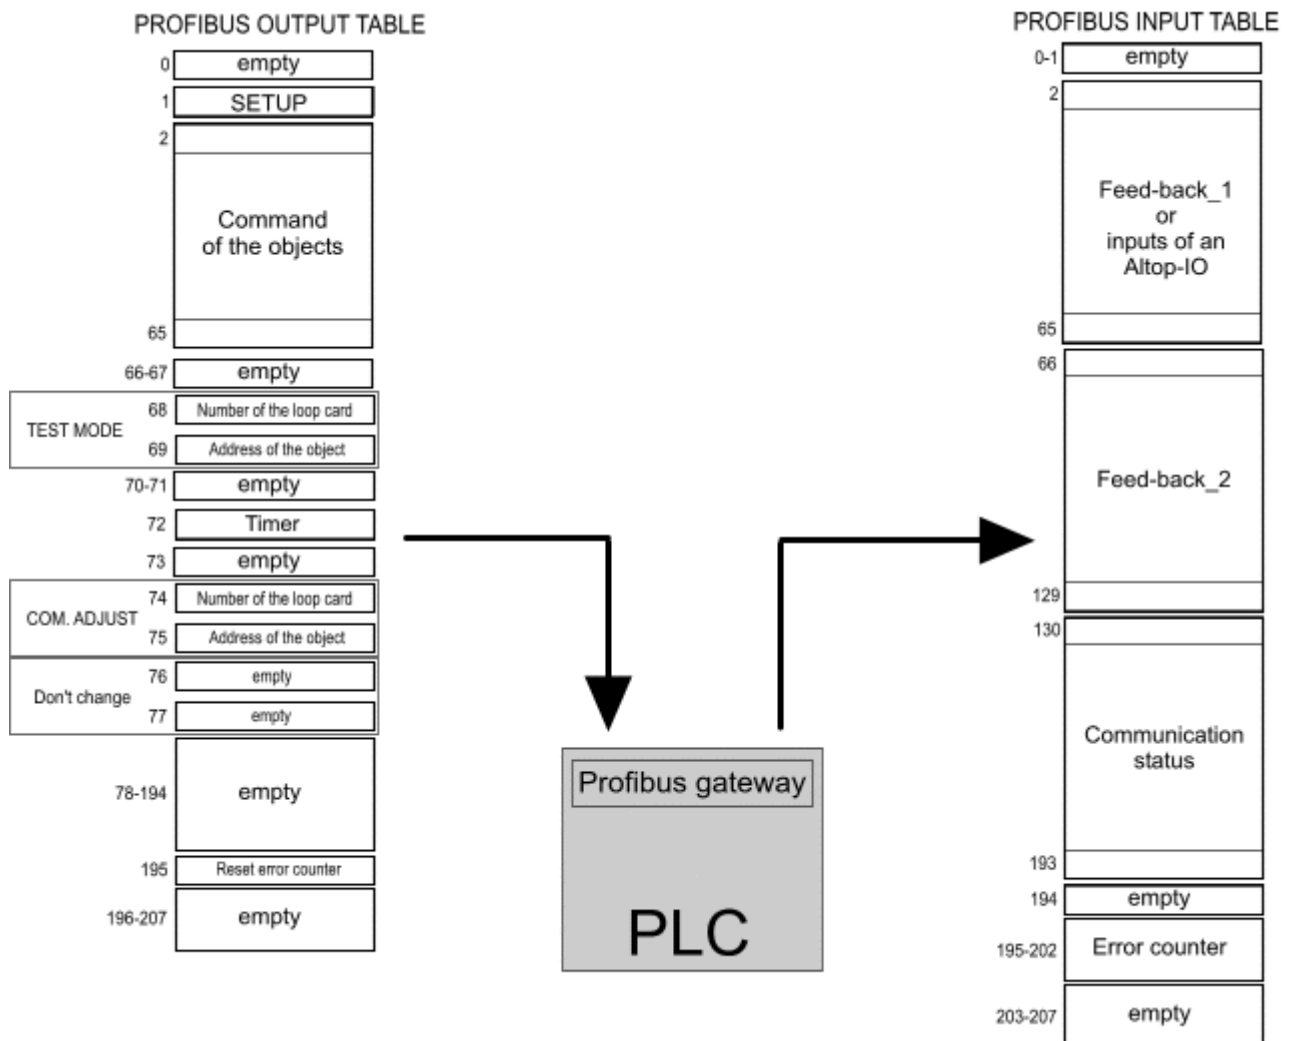 PROFIBUS OUTPUT TABLE
0 empty
1 SETUP
2
Command
of the objects
65
66-67 empty
TEST MODE
68 Number of the loop card
69 Address of the object
70-71 empty
72 Timer
73 empty
COM. ADJUST
74 Number of the loop card
75 Address of the object
Don't change
76 empty
77 empty
78-194 empty
195 Reset error counter
196-207 empty
Profibus gateway
PLC
PROFIBUS INPUT TABLE
0-1 empty
2
Feed-back_1
or
inputs of an
Altop-IO
65
66
Feed-back_2
129
130
Communication
status
193
194 empty
195-202 Error counter
203-207 empty